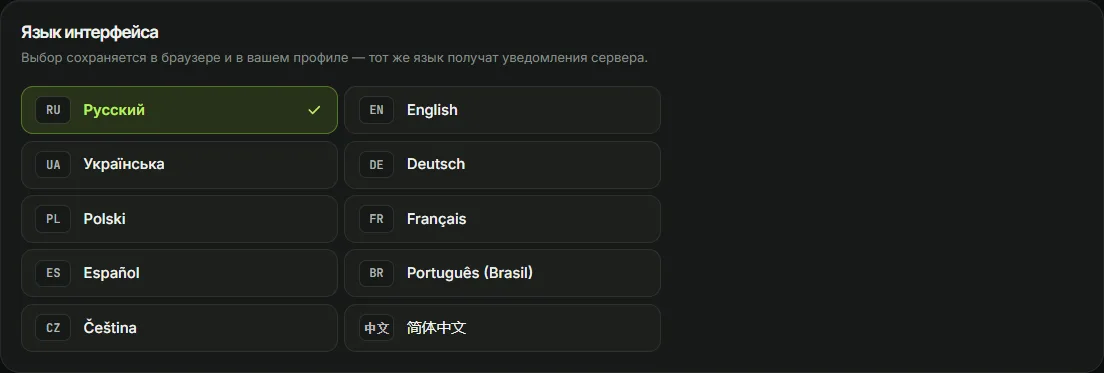 Язык интерфейса
Выбор сохраняется в браузере и в вашем профиле — тот же язык получат уведомления сервера.
RU Русский
EN English
UA Українська
DE Deutsch
PL Polski
FR Français
ES Español
BR Português (Brasil)
CZ Čeština
中文 简体中文